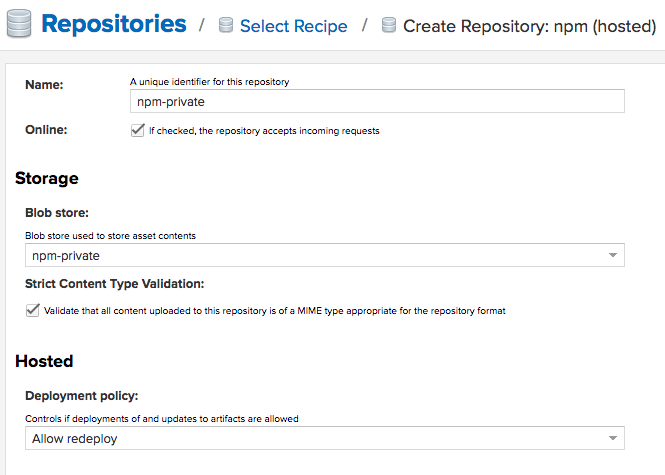 Repositories / Select Recipe / Create Repository: npm (hosted)
Name: A unique identifier for this repository
npm-private
Online: If checked, the repository accepts incoming requests
Storage
Blob store:
Blob store used to store asset contents
npm-private
Strict Content Type Validation:
Validate that all content uploaded to this repository is of a MIME type appropriate for the repository format
Hosted
Deployment policy:
Controls if deployments of and updates to artifacts are allowed
Allow redeploy